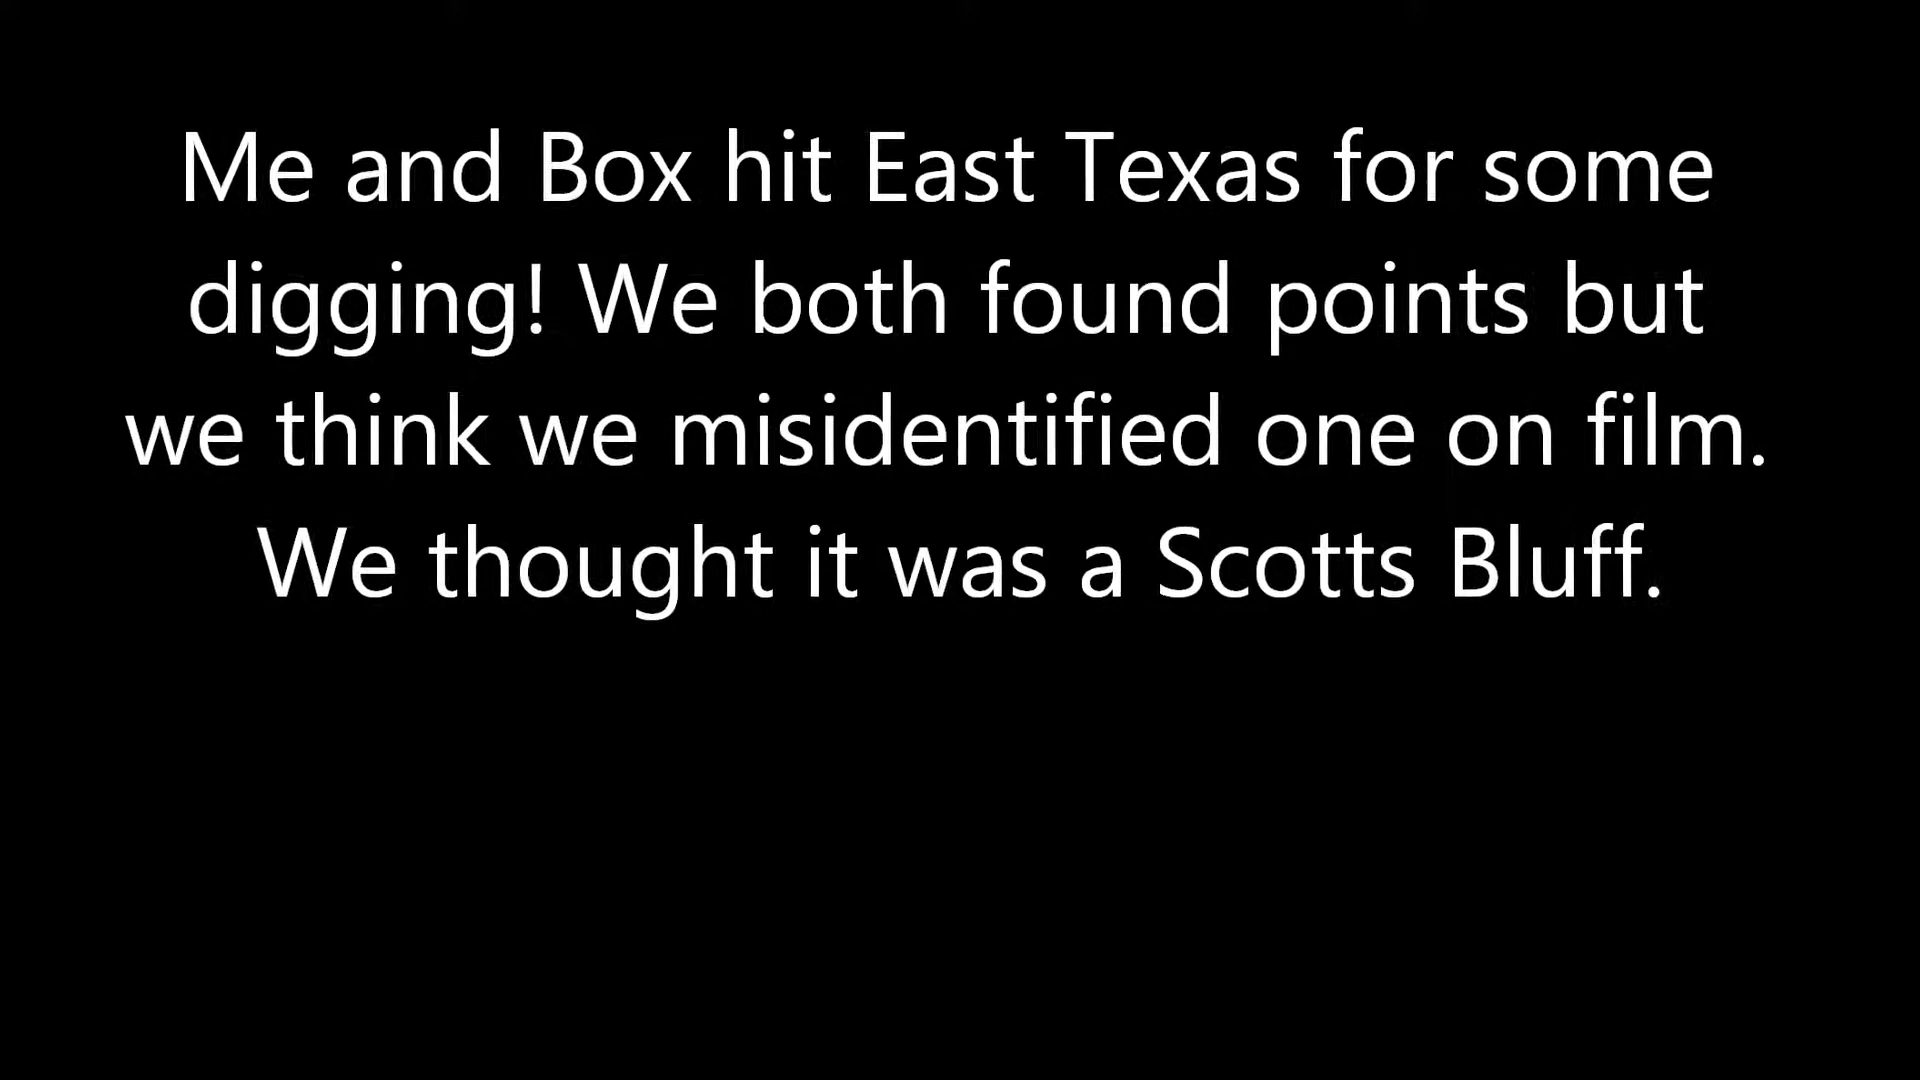 Me and Box hit East Texas for some
digging! We both found points but
we think we misidentified one on film.
We thought it was a Scotts Bluff.